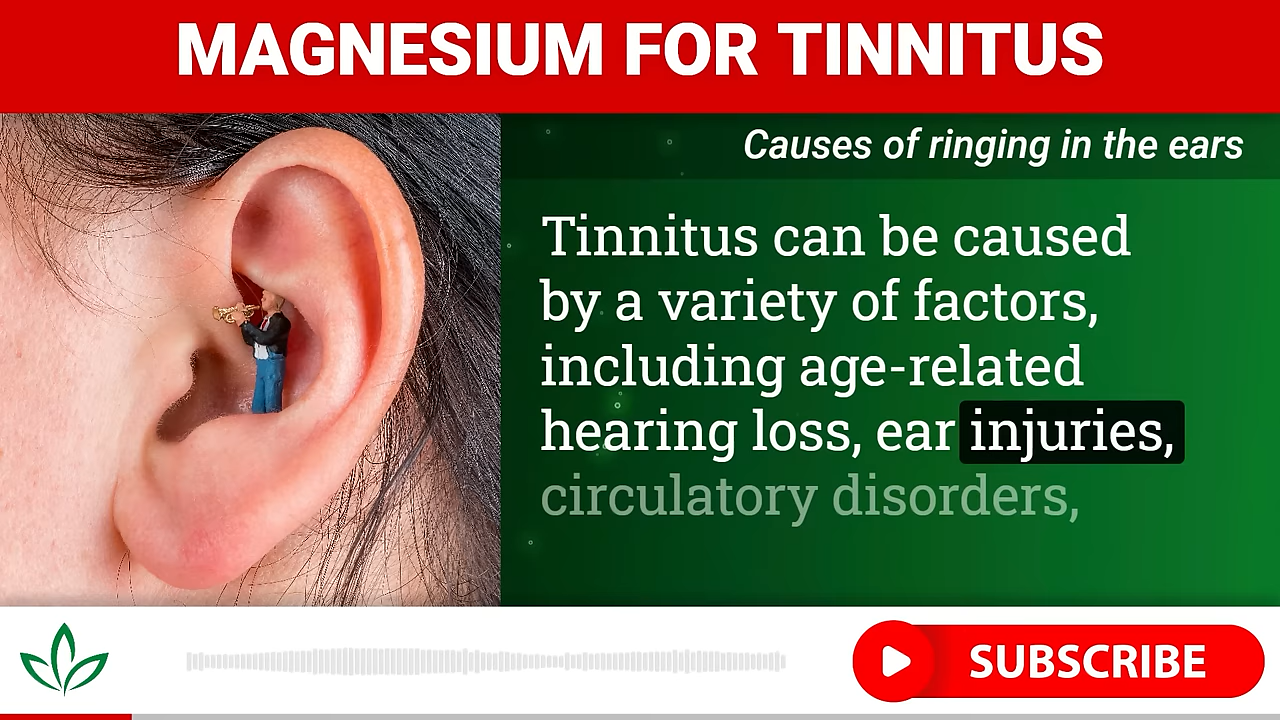 MAGNESIUM FOR TINNITUS
Causes of ringing in the ears
Tinnitus can be caused
by a variety of factors,
including age-related
hearing loss, ear injuries,
circulatory disorders,
SUBSCRIBE